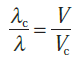 λc/λ = V/Vc